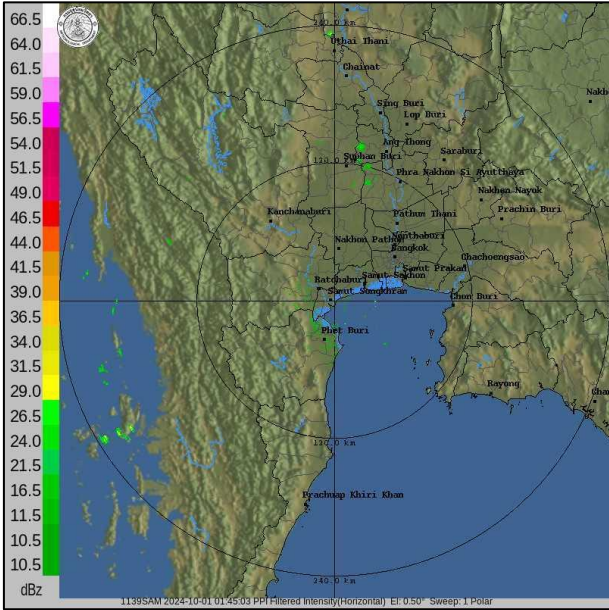 66.5
64.0
61.5
59.0
56.5
54.0
51.5
49.0
46.5
44.0
41.5
39.0
36.5
34.0
31.5
29.0
26.5
24.0
21.5
16.5
11.5
10.5
10.5
dBz
240.0 km
Uthai Thani
Chainat
Sing Buri
Lop Buri
Ang Thong
Saraburi
120.0 km
Suphan Buri
Phra Nakhon Si Ayutthaya
Nakhon Nayok
Prachin Buri
Kanchanaburi
Pathum Thani
Nonthaburi
Nakhon Pathom
Bangkok
Chachoengsao
Samut Prakan
Samut Sakhon
Ratchaburi
Samut Songkhram
Chon Buri
Phet Buri
Rayong
120.0 km
Prachuap Khiri Khan
240.0 km
1139SAM 2024-10-01 01:45:03 PPI Filtered Intensity(Horizontal) El: 0.50° Sweep: 1 Polar